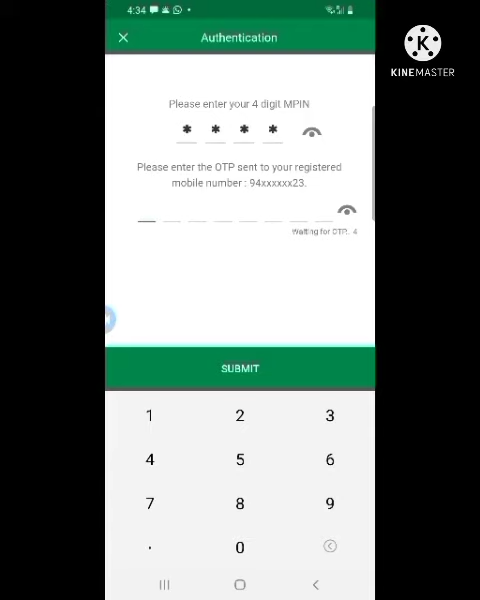 4:34
Authentication
K
KINEMASTER
Please enter your 4 digit MPIN
* * * *
Please enter the OTP sent to your registered
mobile number : 94xxxxxx23.
Waiting for OTP.. 4
SUBMIT
1 2 3
4 5 6
7 8 9
. 0